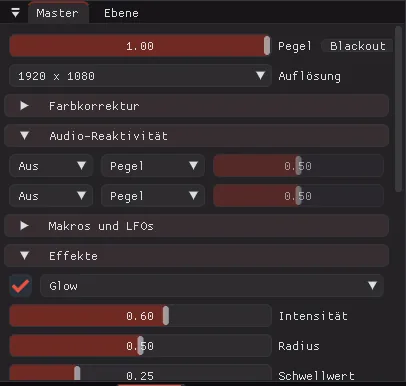 Master Ebene
1.00 Pegel Blackout
1920 x 1080 Auflösung
Farbkorrektur
Audio-Reaktivität
Aus Pegel 0.50
Aus Pegel 0.50
Makros und LFOs
Effekte
Glow
0.60 Intensität
0.50 Radius
0.25 Schwellwert